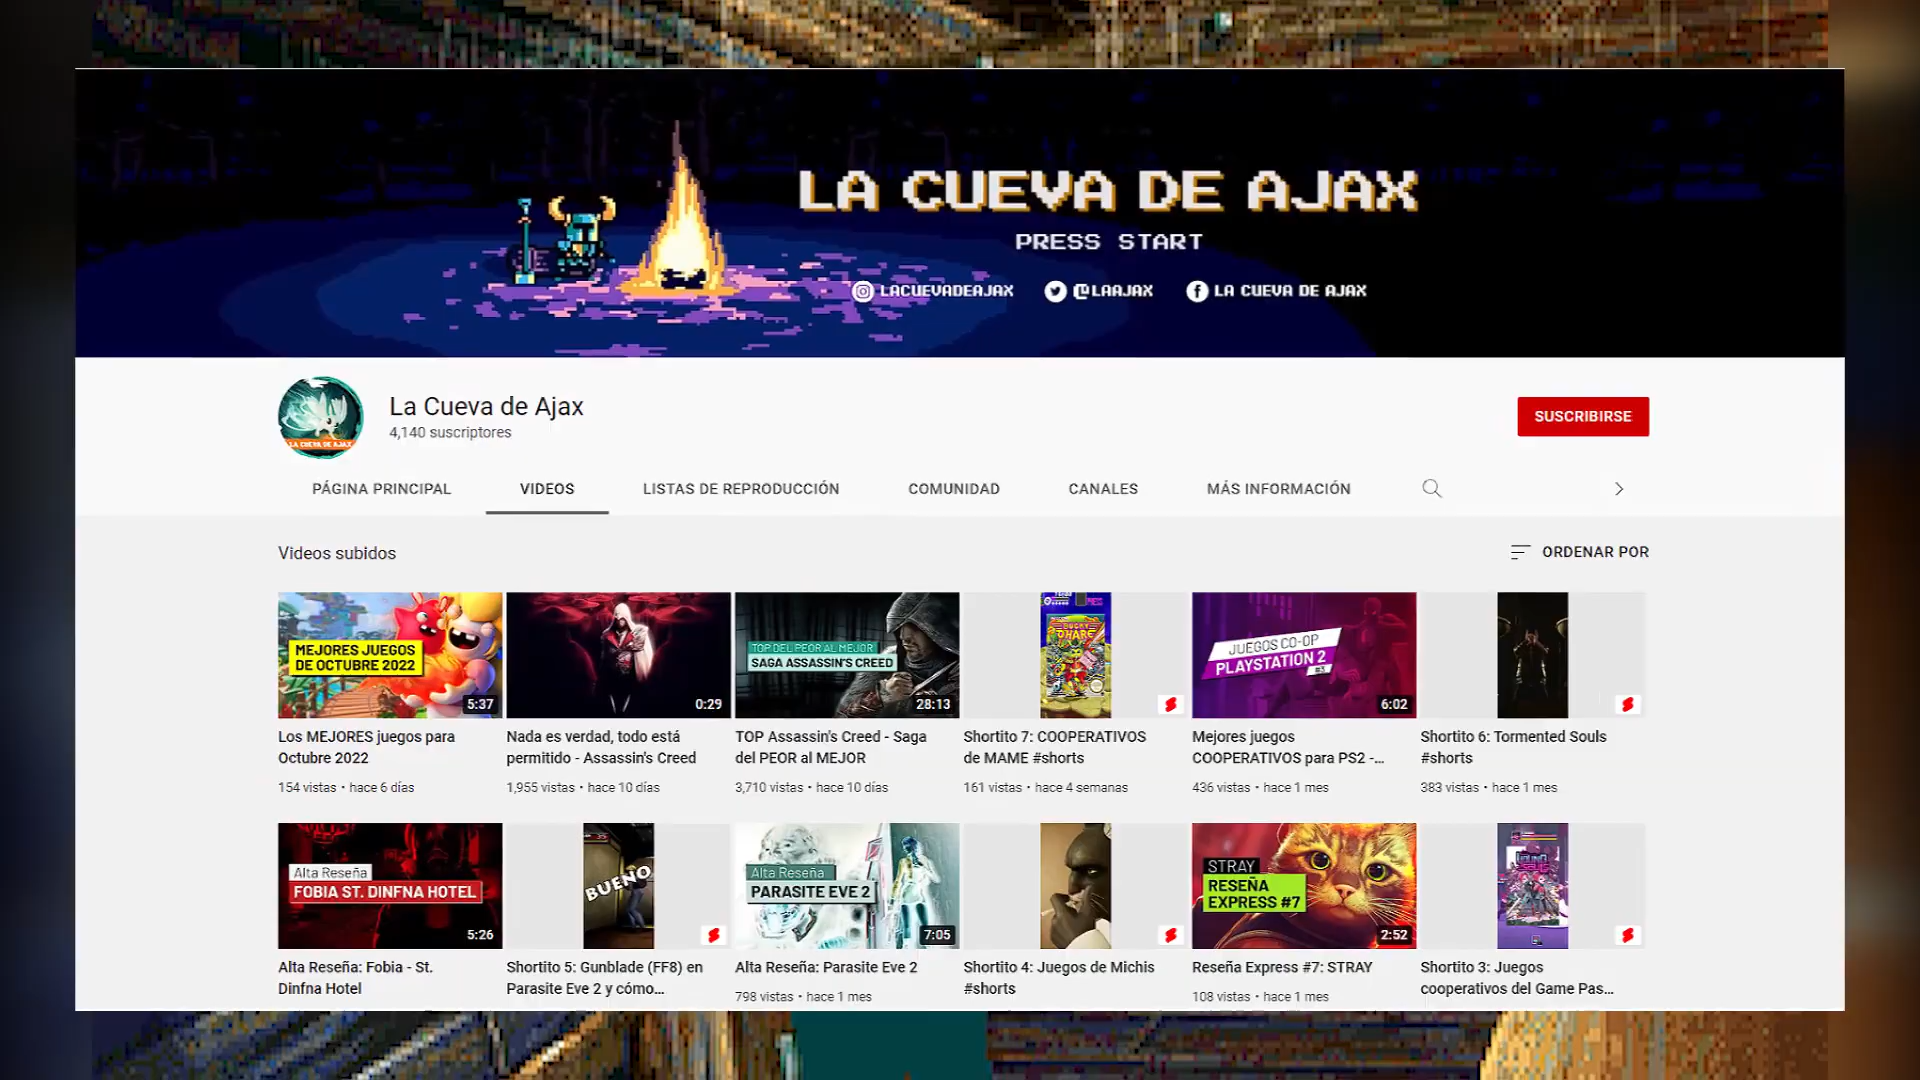 LA CUEVA DE AJAX
PRESS START
LACUEVADEAJAX
@LAAJAX
LA CUEVA DE AJAX
LA CUEVA DE AJAX
La Cueva de Ajax
4,140 suscriptores
SUSCRIBIRSE
PÁGINA PRINCIPAL
VIDEOS
LISTAS DE REPRODUCCIÓN
COMUNIDAD
CANALES
MÁS INFORMACIÓN
Videos subidos
ORDENAR POR
MEJORES JUEGOS
DE OCTUBRE 2022
5:37
0:29
TOP DEL PEOR AL MEJOR
SAGA ASSASSIN'S CREED
28:13
BUCKY
O'HARE
JUEGOS CO-OP
PLAYSTATION 2
#3
6:02
Los MEJORES juegos para
Octubre 2022
154 vistas • hace 6 días
Nada es verdad, todo está
permitido - Assassin's Creed
1,955 vistas • hace 10 días
TOP Assassin's Creed - Saga
del PEOR al MEJOR
3,710 vistas • hace 10 días
Shortito 7: COOPERATIVOS
de MAME #shorts
161 vistas • hace 4 semanas
Mejores juegos
COOPERATIVOS para PS2 -...
436 vistas • hace 1 mes
Shortito 6: Tormented Souls
#shorts
383 vistas • hace 1 mes
Alta Reseña
FOBIA ST. DINFNA HOTEL
5:26
BUENO
Alta Reseña
PARASITE EVE 2
7:05
STRAY
RESEÑA
EXPRESS #7
2:52
YOUNG
SOULS
Alta Reseña: Fobia - St.
Dinfna Hotel
Shortito 5: Gunblade (FF8) en
Parasite Eve 2 y cómo...
Alta Reseña: Parasite Eve 2
798 vistas • hace 1 mes
Shortito 4: Juegos de Michis
#shorts
Reseña Express #7: STRAY
108 vistas • hace 1 mes
Shortito 3: Juegos
cooperativos del Game Pas...